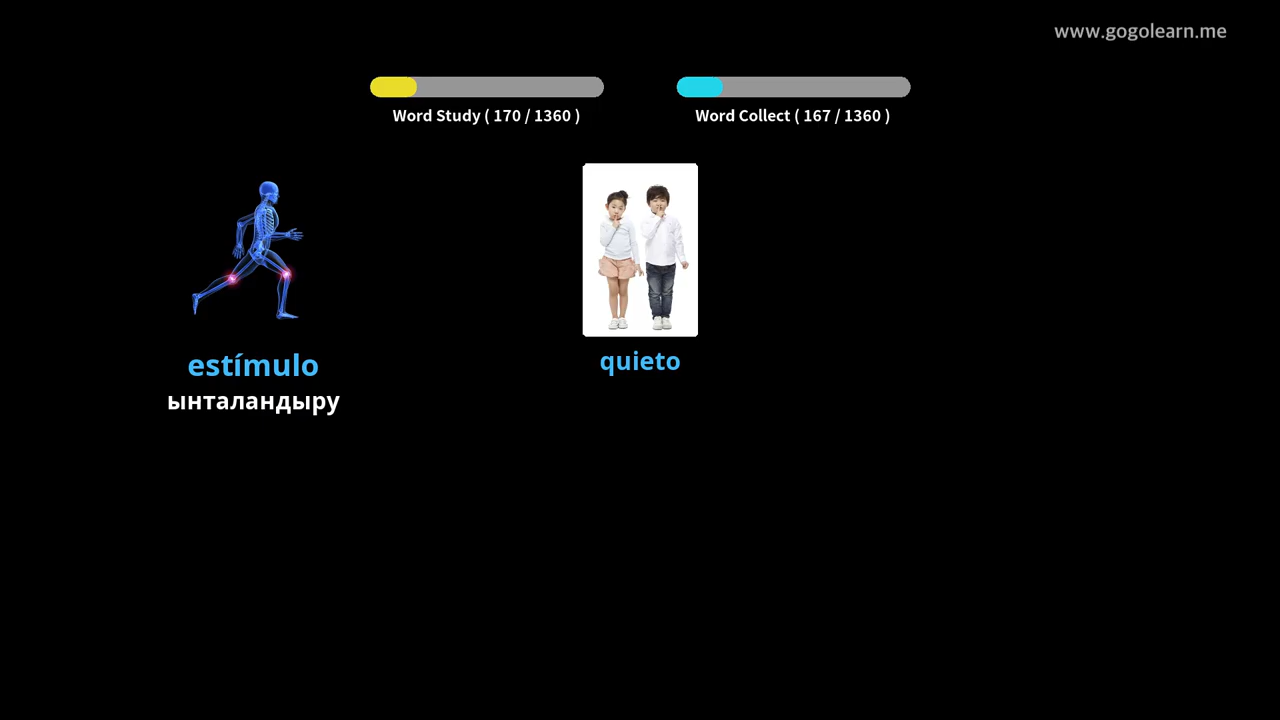 www.gogolearn.me
Word Study ( 170 / 1360 )
Word Collect ( 167 / 1360 )
estímulo
ынталандыру
quieto